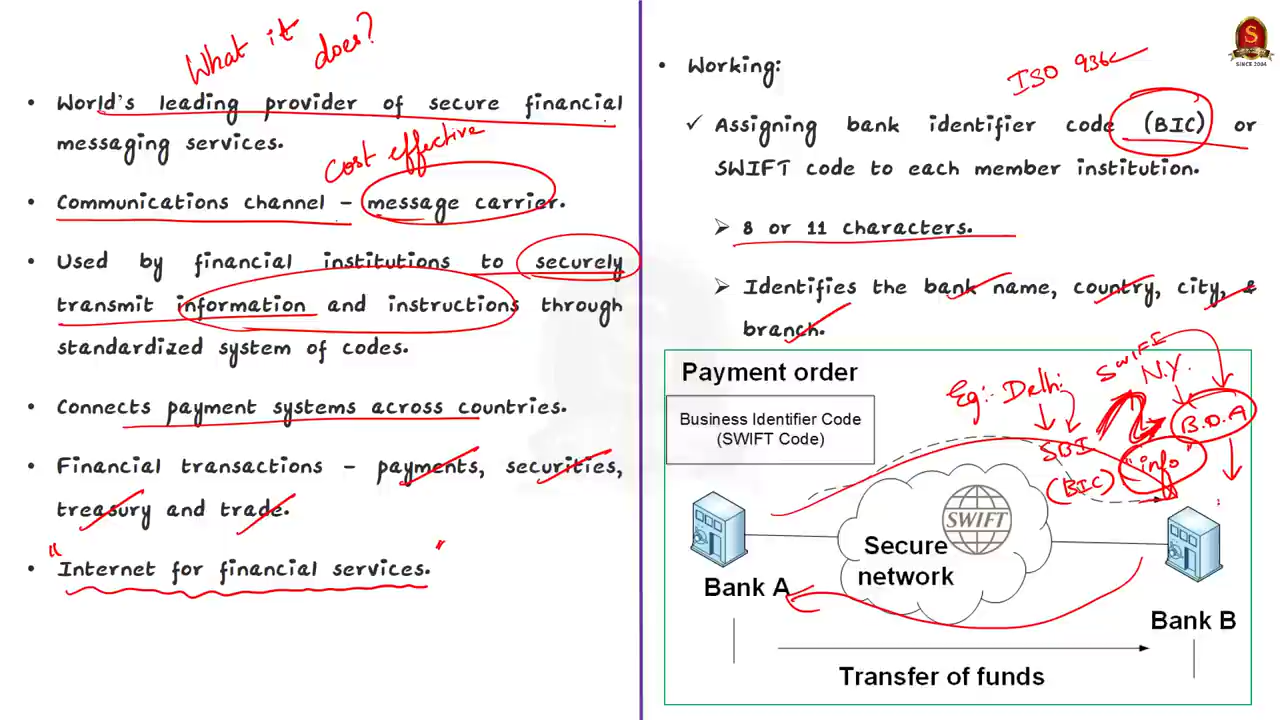 What it does?
• World's leading provider of secure financial
messaging services.
Cost effective
• Communications channel – message carrier.
• Used by financial institutions to securely
transmit information and instructions through
standardized system of codes.
• Connects payment systems across countries.
• Financial transactions – payments, securities,
treasury and trade.
• "Internet for financial services."
S
SINCE 2004
• Working:
ISO 9362
✓ Assigning bank identifier code (BIC) or
SWIFT code to each member institution.
➢ 8 or 11 characters.
➢ Identifies the bank name, country, city, &
branch.
Payment order
Business Identifier Code
(SWIFT Code)
Eg:- Delhi
SBI
(BIC)
SWIFT
N.Y.
B.O.A
"info"
SWIFT
Secure
network
Bank A
Bank B
Transfer of funds